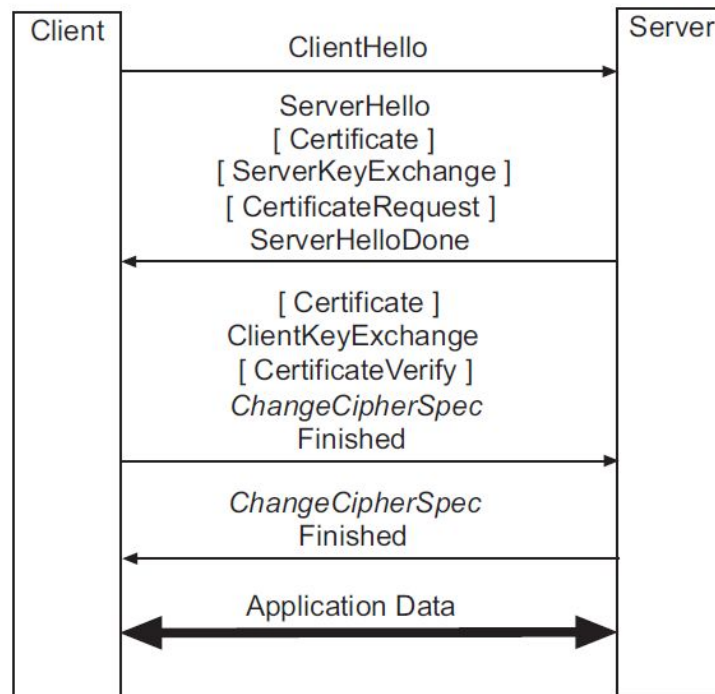 Client
Server
ClientHello
ServerHello
[ Certificate ]
[ ServerKeyExchange ]
[ CertificateRequest ]
ServerHelloDone
[ Certificate ]
ClientKeyExchange
[ CertificateVerify ]
ChangeCipherSpec
Finished
ChangeCipherSpec
Finished
Application Data